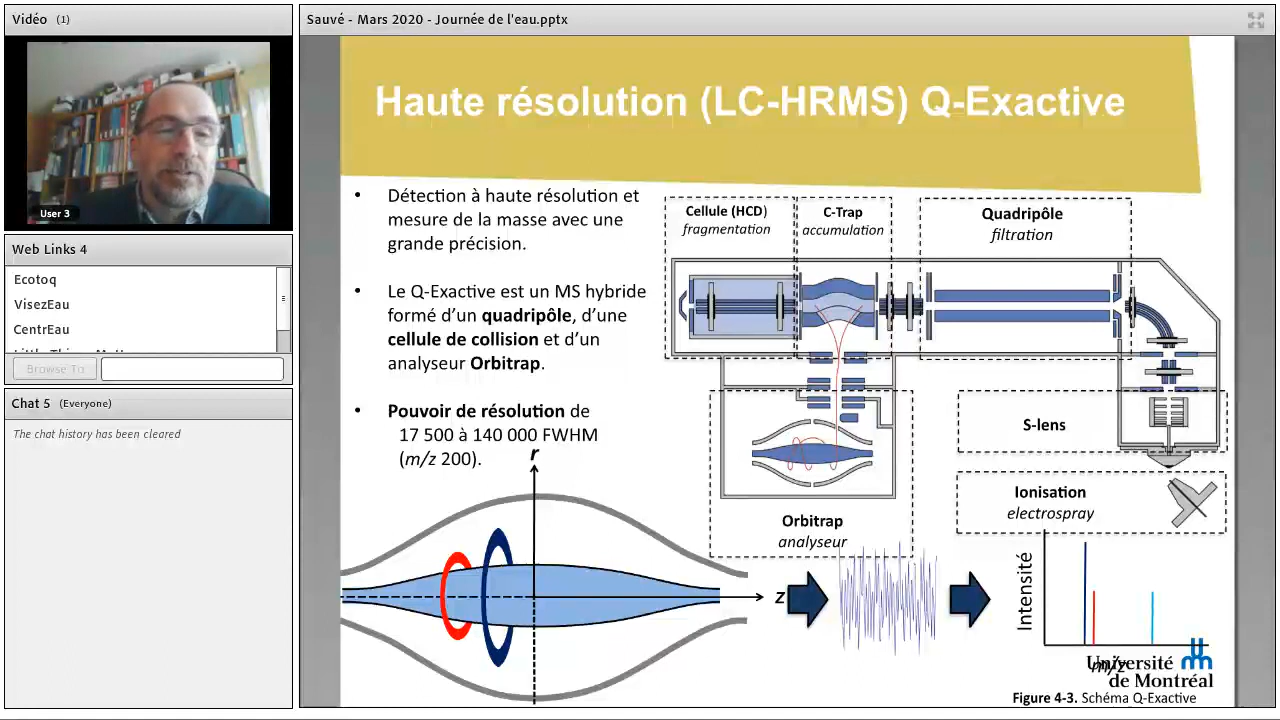 Vidéo (1)
User 3
Web Links 4
Ecotoq
VisezEau
CentrEau
Browse To
Chat 5 (Everyone)
The chat history has been cleared
Sauvé - Mars 2020 - Journée de l'eau.pptx
Haute résolution (LC-HRMS) Q-Exactive
• Détection à haute résolution et
mesure de la masse avec une
grande précision.
• Le Q-Exactive est un MS hybride
formé d'un quadripôle, d'une
cellule de collision et d'un
analyseur Orbitrap.
• Pouvoir de résolution de
17 500 à 140 000 FWHM
(m/z 200).
Cellule (HCD)
fragmentation
C-Trap
accumulation
Quadripôle
filtration
S-lens
Ionisation
electrospray
Orbitrap
analyseur
r
z
Intensité
m/z
Université
de Montréal
Figure 4-3. Schéma Q-Exactive